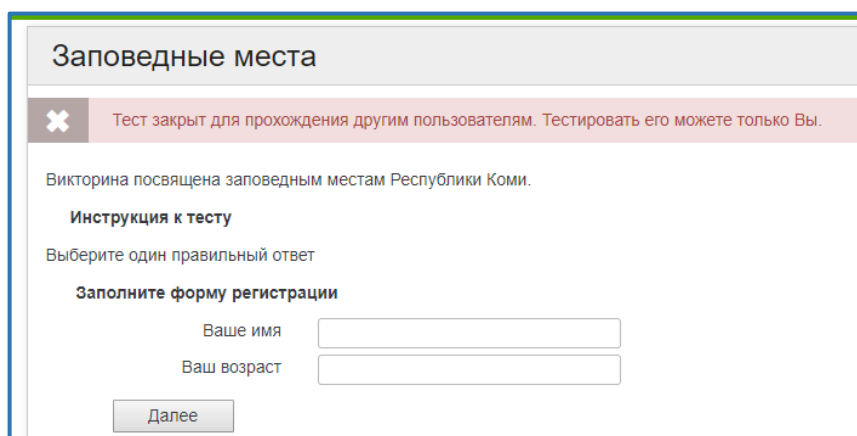 Заповедные места
Тест закрыт для прохождения другим пользователям. Тестировать его можете только Вы.
Викторина посвящена заповедным местам Республики Коми.
Инструкция к тесту
Выберите один правильный ответ
Заполните форму регистрации
Ваше имя
Ваш возраст
Далее